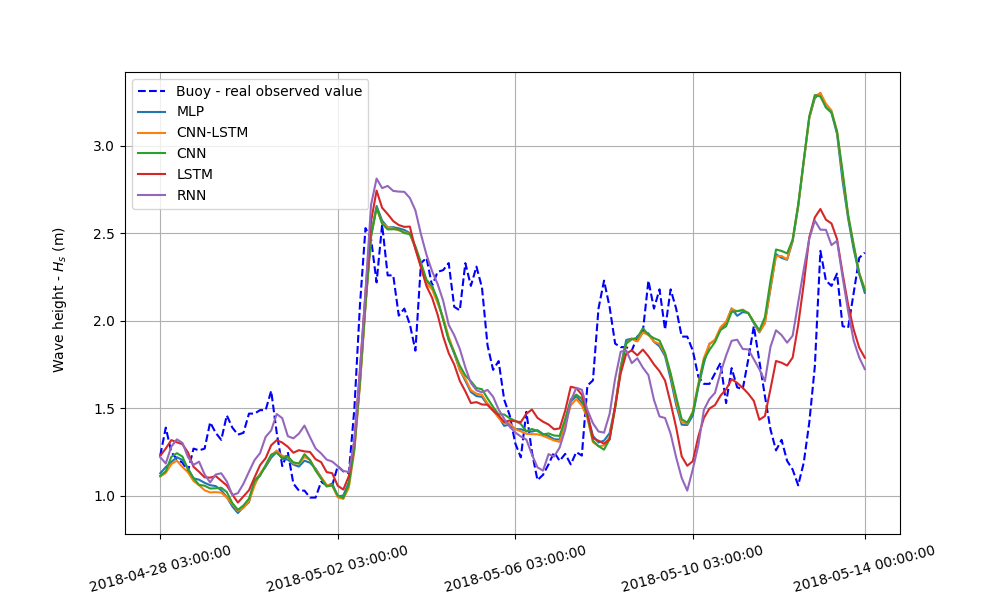 Buoy - real observed value
MLP
CNN-LSTM
CNN
LSTM
RNN
Wave height - Hs (m)
3.0
2.5
2.0
1.5
1.0
2018-04-28 03:00:00
2018-05-02 03:00:00
2018-05-06 03:00:00
2018-05-10 03:00:00
2018-05-14 00:00:00